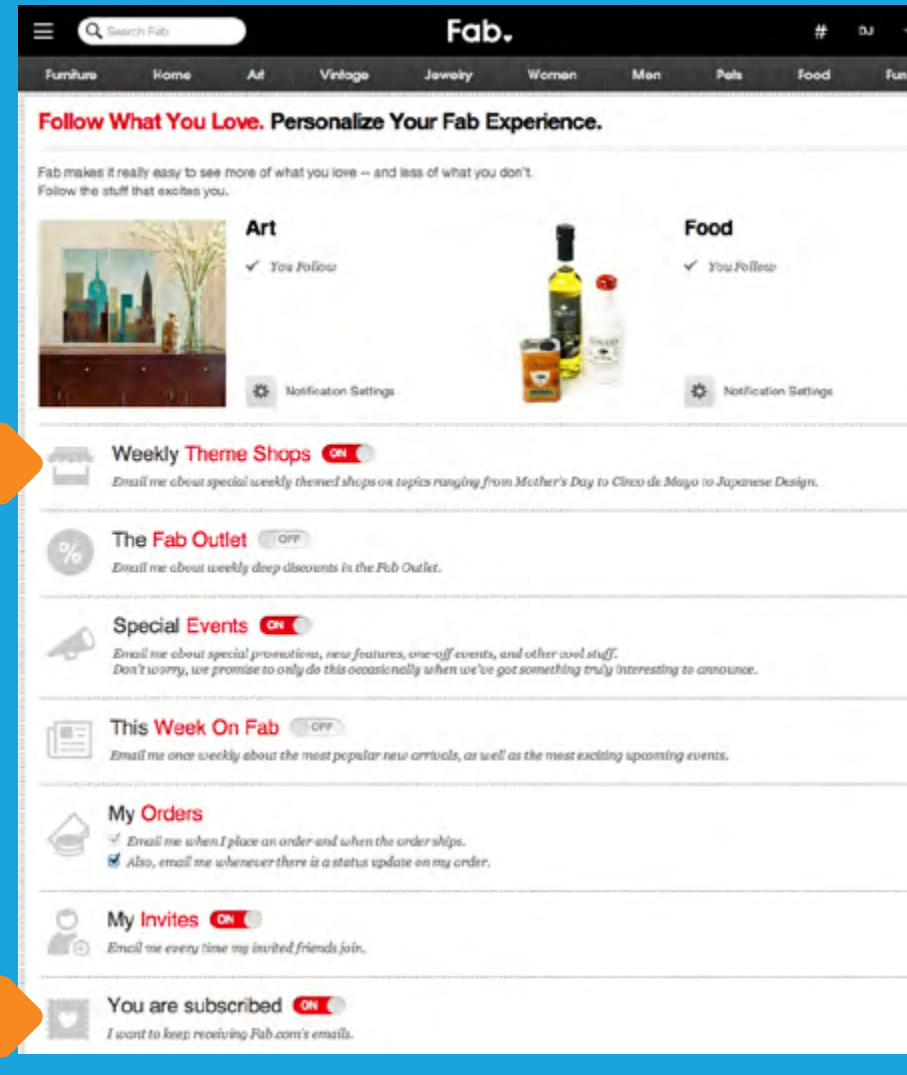 Search Fab
Fab.
#
Furniture Home Art Vintage Jewelry Women Men Pets Food Fun
Follow What You Love. Personalize Your Fab Experience.
Fab makes it really easy to see more of what you love -- and less of what you don't.
Follow the stuff that excites you.
Art
You Follow
Notification Settings
Food
You Follow
Notification Settings
Weekly Theme Shops ON
Email me about special weekly themed shops on topics ranging from Mother's Day to Cinco de Mayo to Japanese Design.
%
The Fab Outlet OFF
Email me about weekly deep discounts in the Fab Outlet.
Special Events ON
Email me about special promotions, new features, one-off events, and other cool stuff.
Don't worry, we promise to only do this occasionally when we've got something truly interesting to announce.
This Week On Fab OFF
Email me once weekly about the most popular new arrivals, as well as the most exciting upcoming events.
My Orders
Email me when I place an order and when the order ships.
Also, email me whenever there is a status update on my order.
My Invites ON
Email me every time my invited friends join.
You are subscribed ON
I want to keep receiving Fab.com's emails.